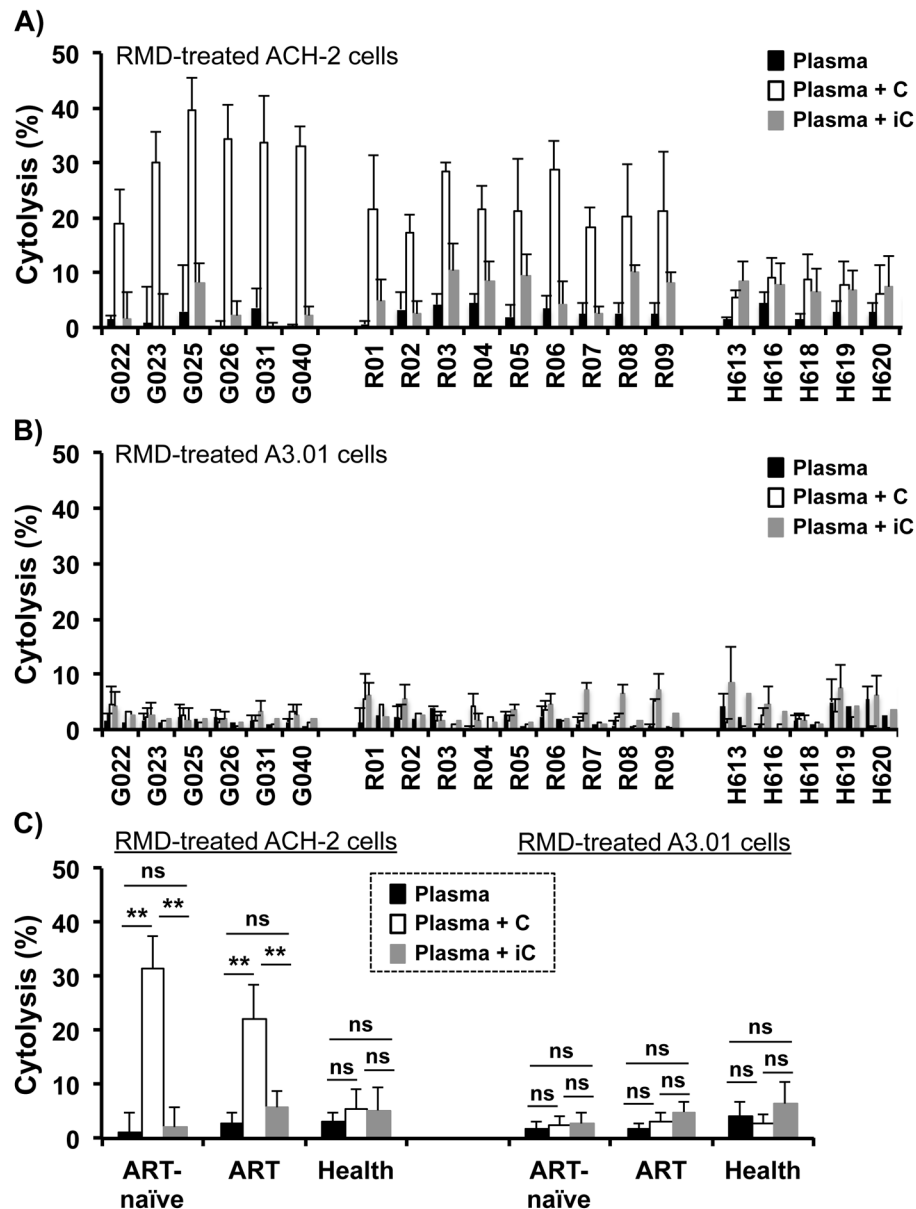 A)
RMD-treated ACH-2 cells
Cytolysis (%)
50
40
30
20
10
0
Plasma
Plasma + C
Plasma + iC
G022 G023 G025 G026 G031 G040 R01 R02 R03 R04 R05 R06 R07 R08 R09 H613 H616 H618 H619 H620
B)
RMD-treated A3.01 cells
Cytolysis (%)
50
40
30
20
10
0
Plasma
Plasma + C
Plasma + iC
G022 G023 G025 G026 G031 G040 R01 R02 R03 R04 R05 R06 R07 R08 R09 H613 H616 H618 H619 H620
C)
RMD-treated ACH-2 cells
RMD-treated A3.01 cells
Cytolysis (%)
50
40
30
20
10
0
Plasma
Plasma + C
Plasma + iC
ns
** **
ns
** **
ns
ns ns
ns
ns ns
ns
ns ns
ns
ns ns
ART-
naïve
ART
Health
ART-
naïve
ART
Health